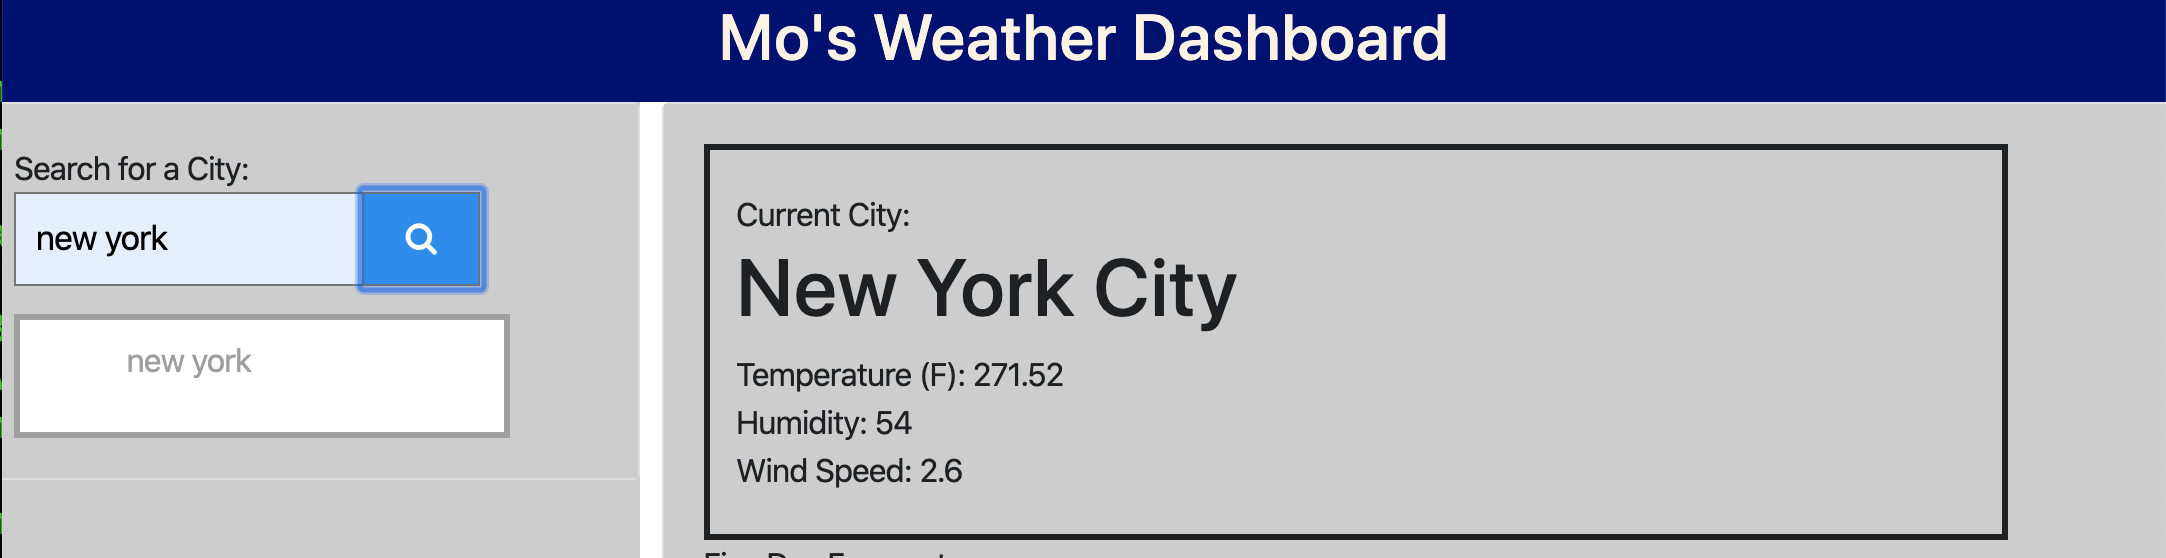 Mo's Weather Dashboard
Search for a City:
new york
new york
Current City:
New York City
Temperature (F): 271.52
Humidity: 54
Wind Speed: 2.6